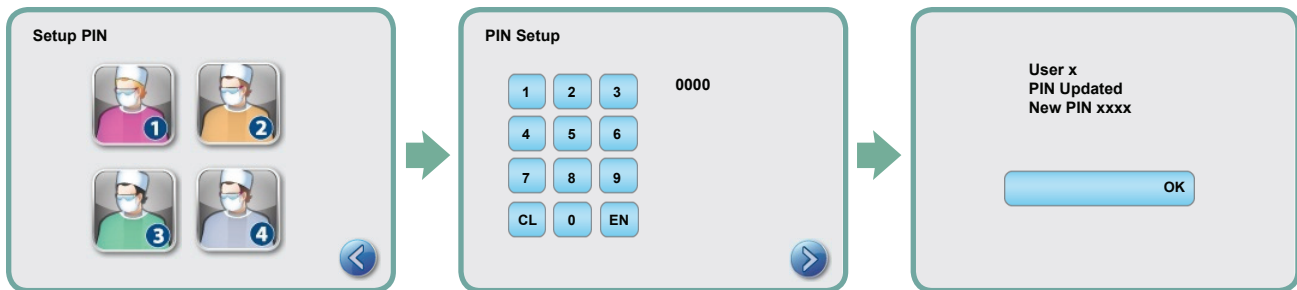 Setup PIN
1 2
3 4
PIN Setup
1 2 3 0000
4 5 6
7 8 9
CL 0 EN
User x
PIN Updated
New PIN xxxx
OK